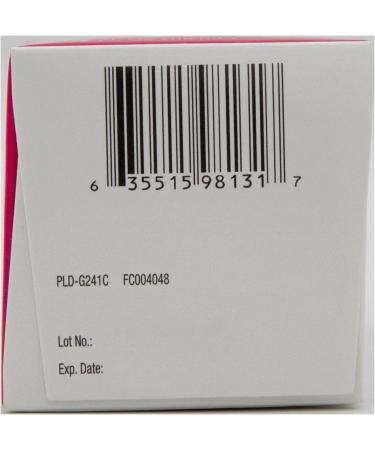 6 35515 98131 7
PLD-G241C FC004048
Lot No.:
Exp. Date: